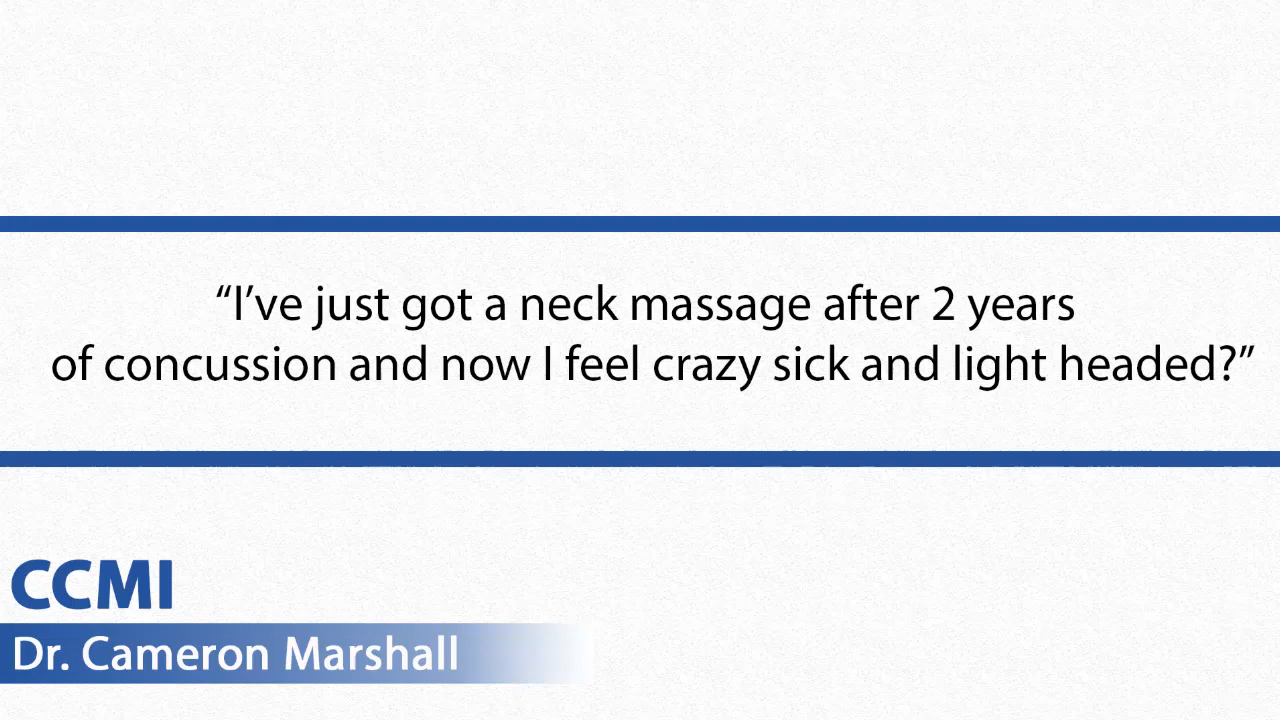 “I’ve just got a neck massage after 2 years
of concussion and now I feel crazy sick and light headed?”
CCMI
Dr. Cameron Marshall